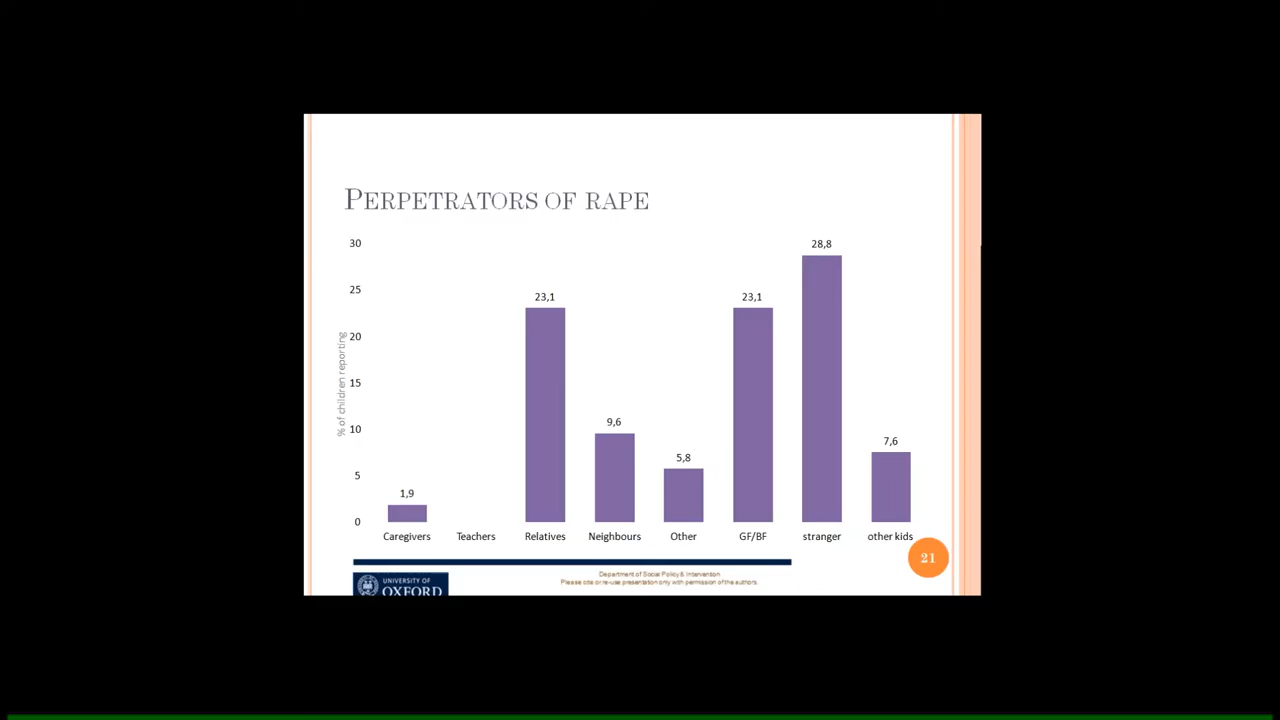 PERPETRATORS OF RAPE
% of children reporting
30
25
20
15
10
5
0
1,9
23,1
9,6
5,8
23,1
28,8
7,6
Caregivers Teachers Relatives Neighbours Other GF/BF stranger other kids
21
UNIVERSITY OF
OXFORD
Department of Social Policy & Intervention
Please cite or re-use presentation only with permission of the authors.